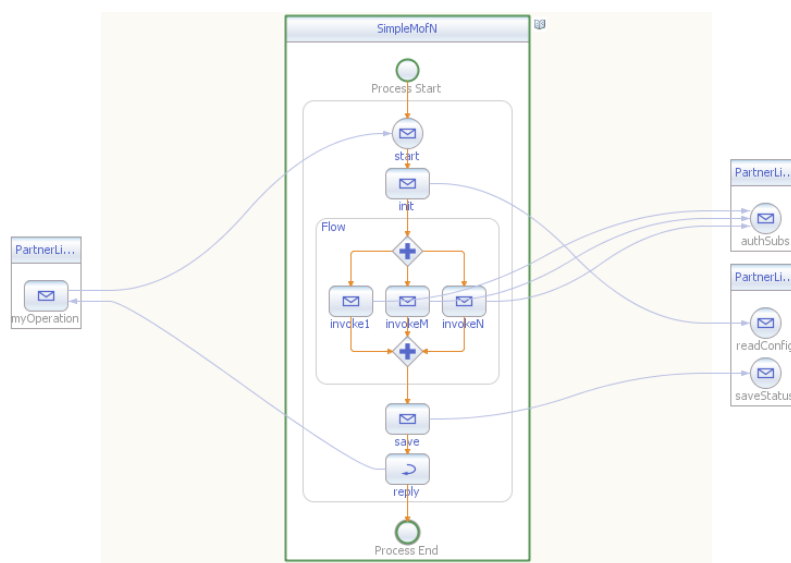 SimpleMofN
Process Start
start
init
Flow
invoke1
invokeM
invokeN
save
reply
Process End
PartnerLi...
myOperation
PartnerLi...
authSubs
PartnerLi...
readConfig
saveStatus